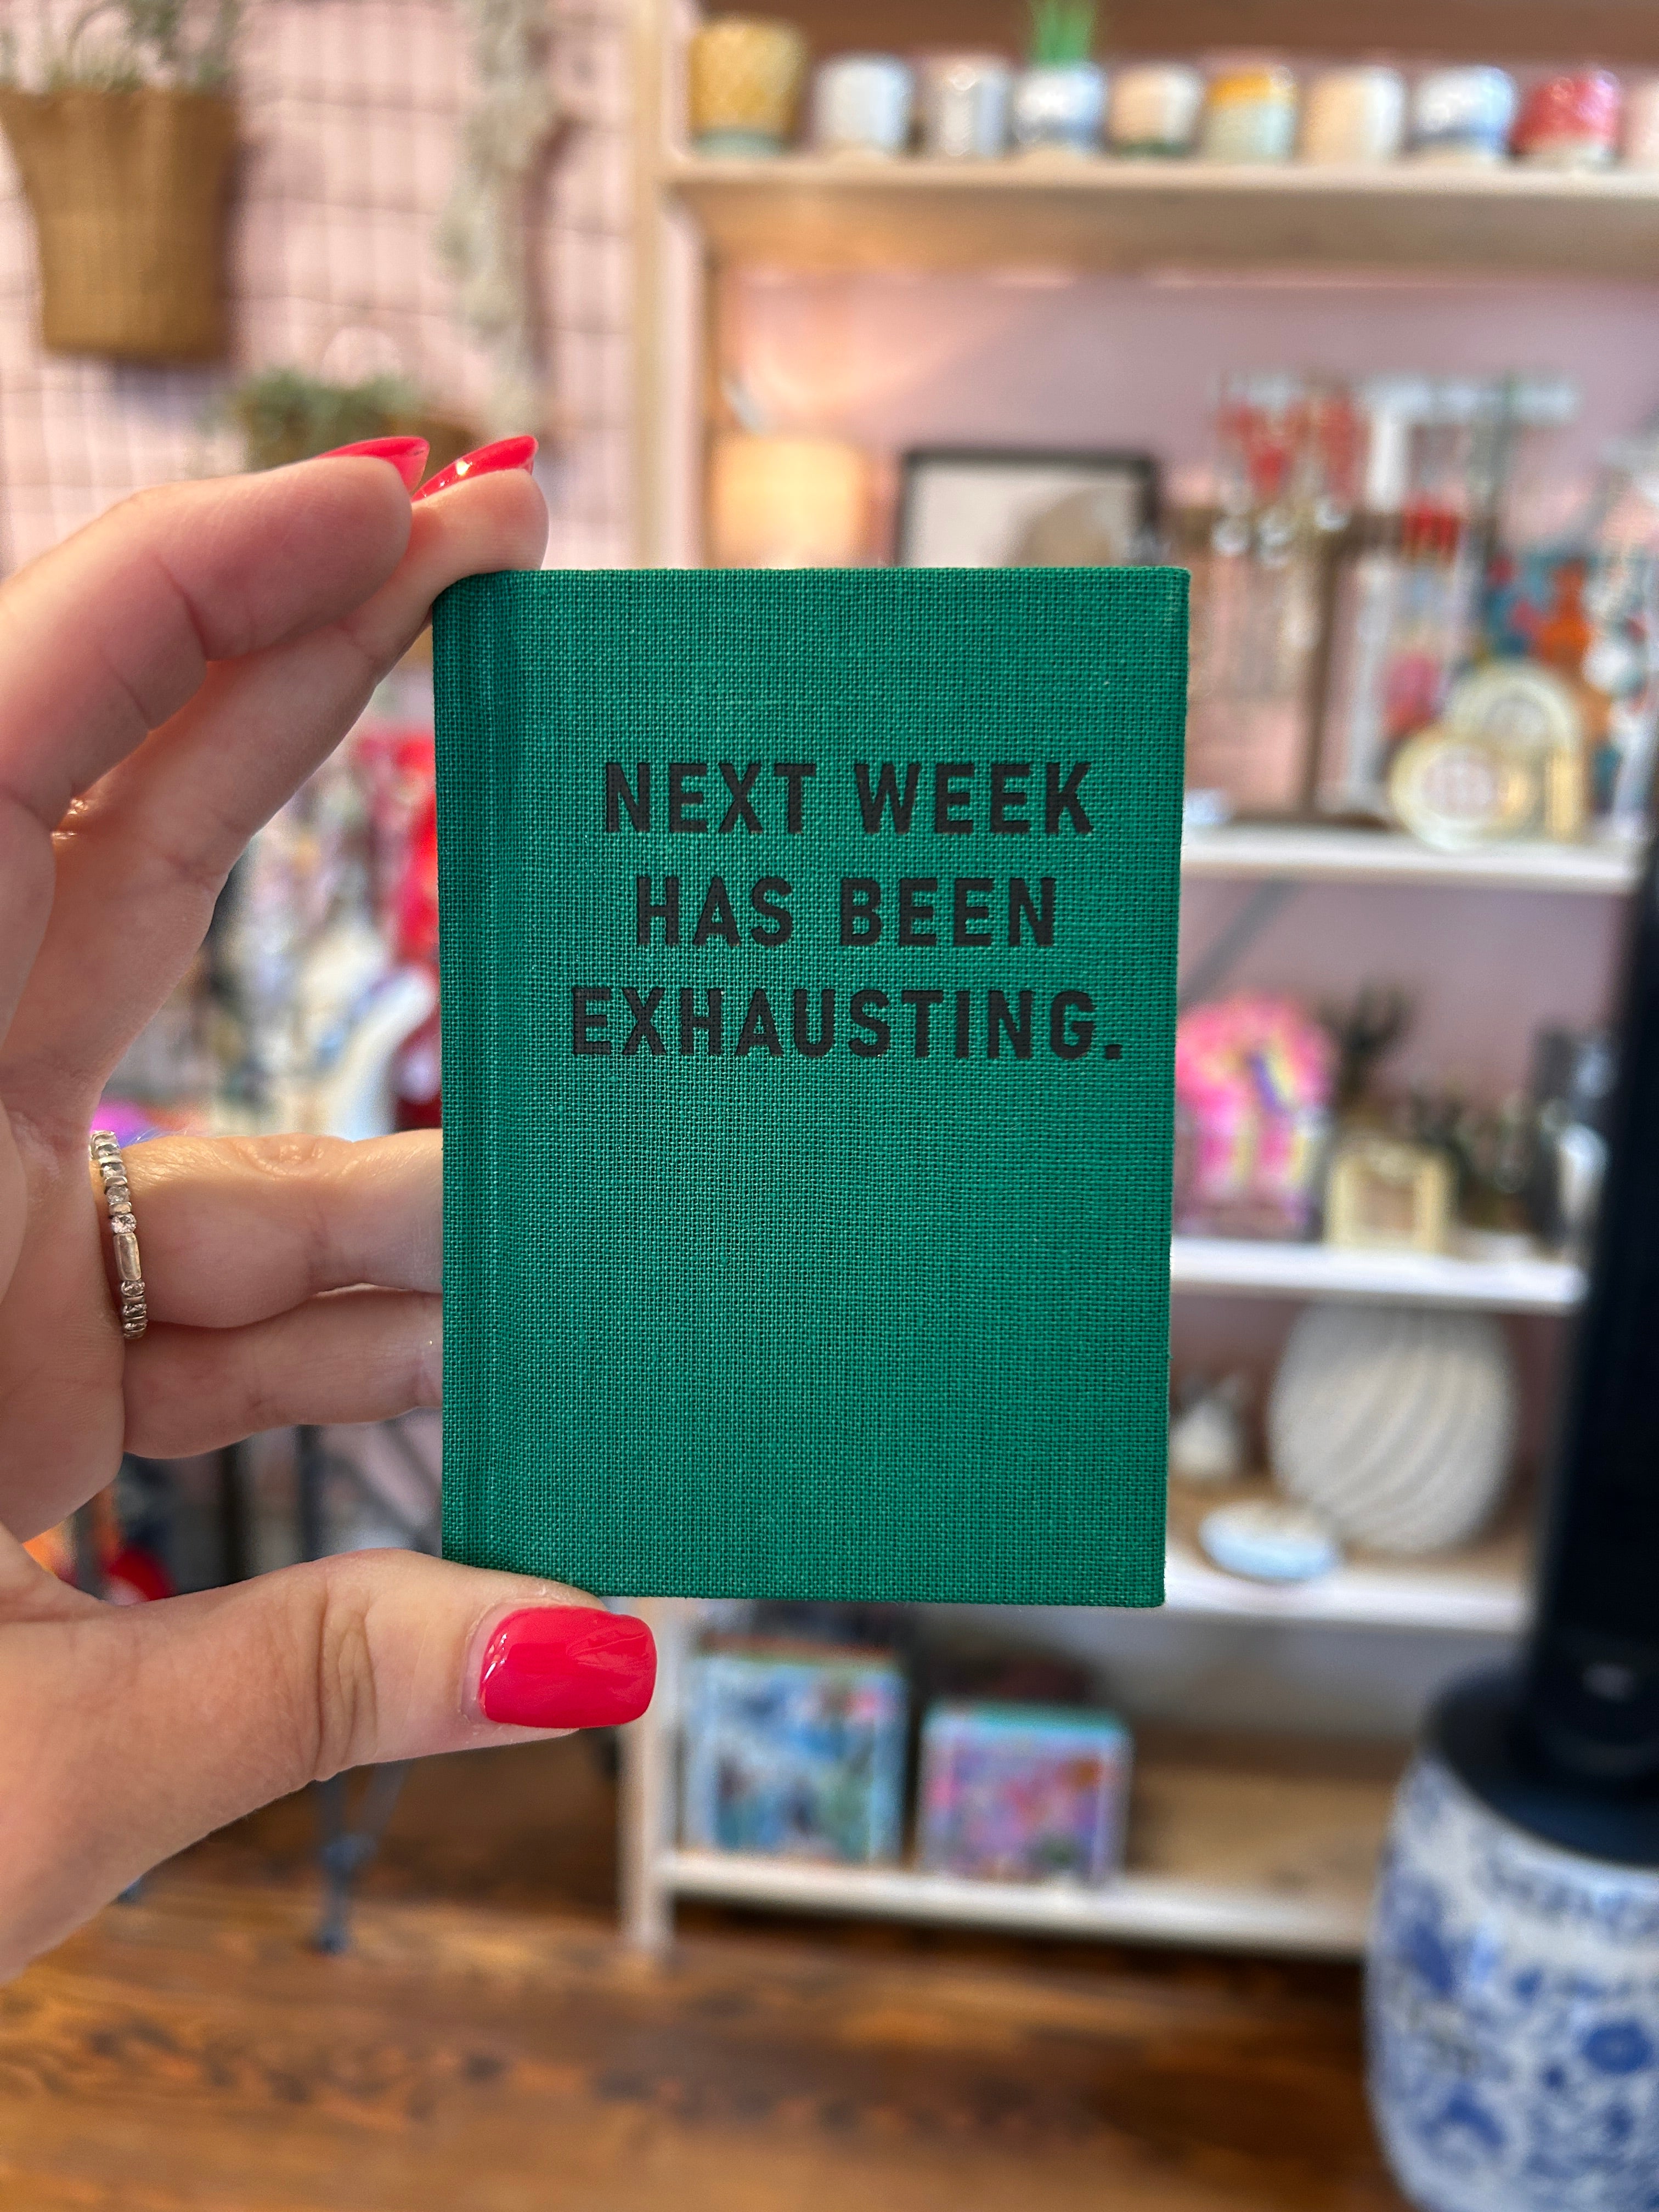 NEXT WEEK
HAS BEEN
EXHAUSTING.